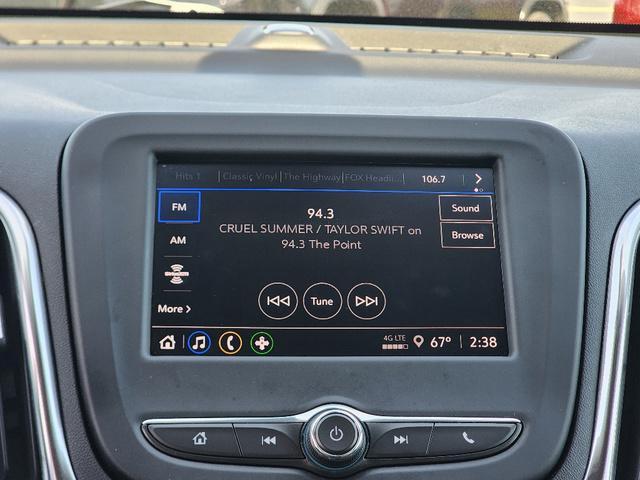 Hits 1 | Classic Vinyl | The Highway | FOX Headli... | 106.7
FM
94.3
Sound
CRUEL SUMMER / TAYLOR SWIFT on
94.3 The Point
Browse
AM
More
Tune
4G LTE
67°
2:38